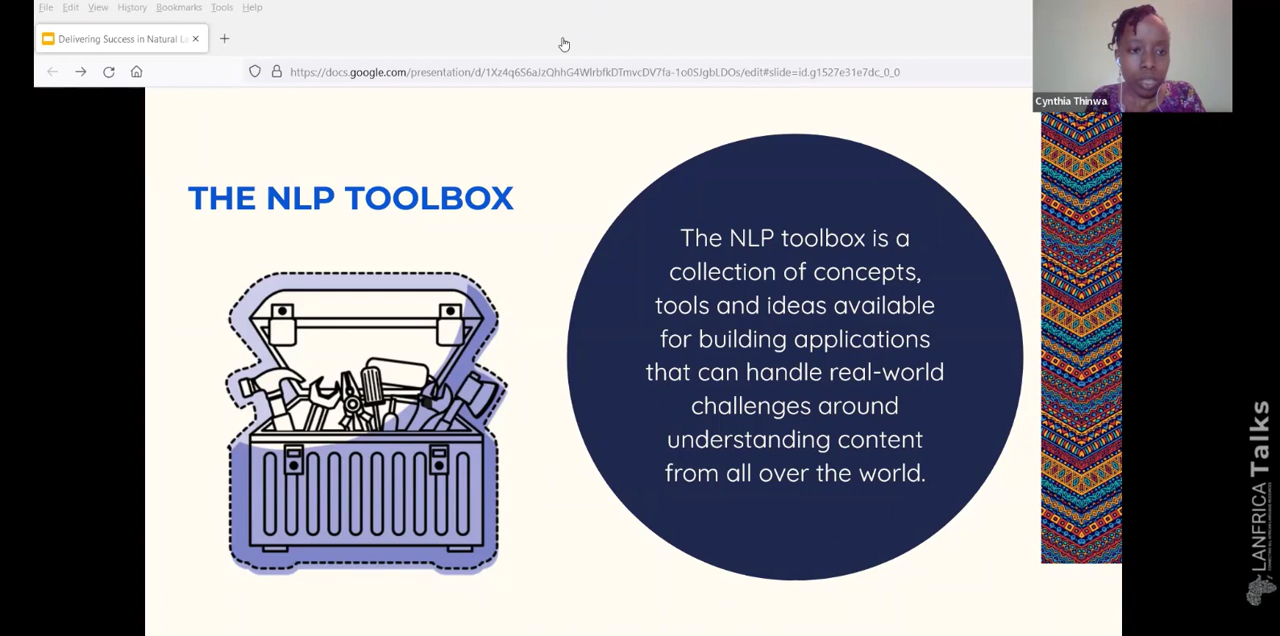 File Edit View History Bookmarks Tools Help
Delivering Success in Natural La
https://docs.google.com/presentation/d/1Xz4q6S6aJzQhhG4WlrbfkDTmvcDV7fa-1o0SJgbLDOs/edit#slide=id.g1527e31e7dc_0_0
Cynthia Thinwa
THE NLP TOOLBOX
The NLP toolbox is a
collection of concepts,
tools and ideas available
for building applications
that can handle real-world
challenges around
understanding content
from all over the world.
LANFRICA Talks